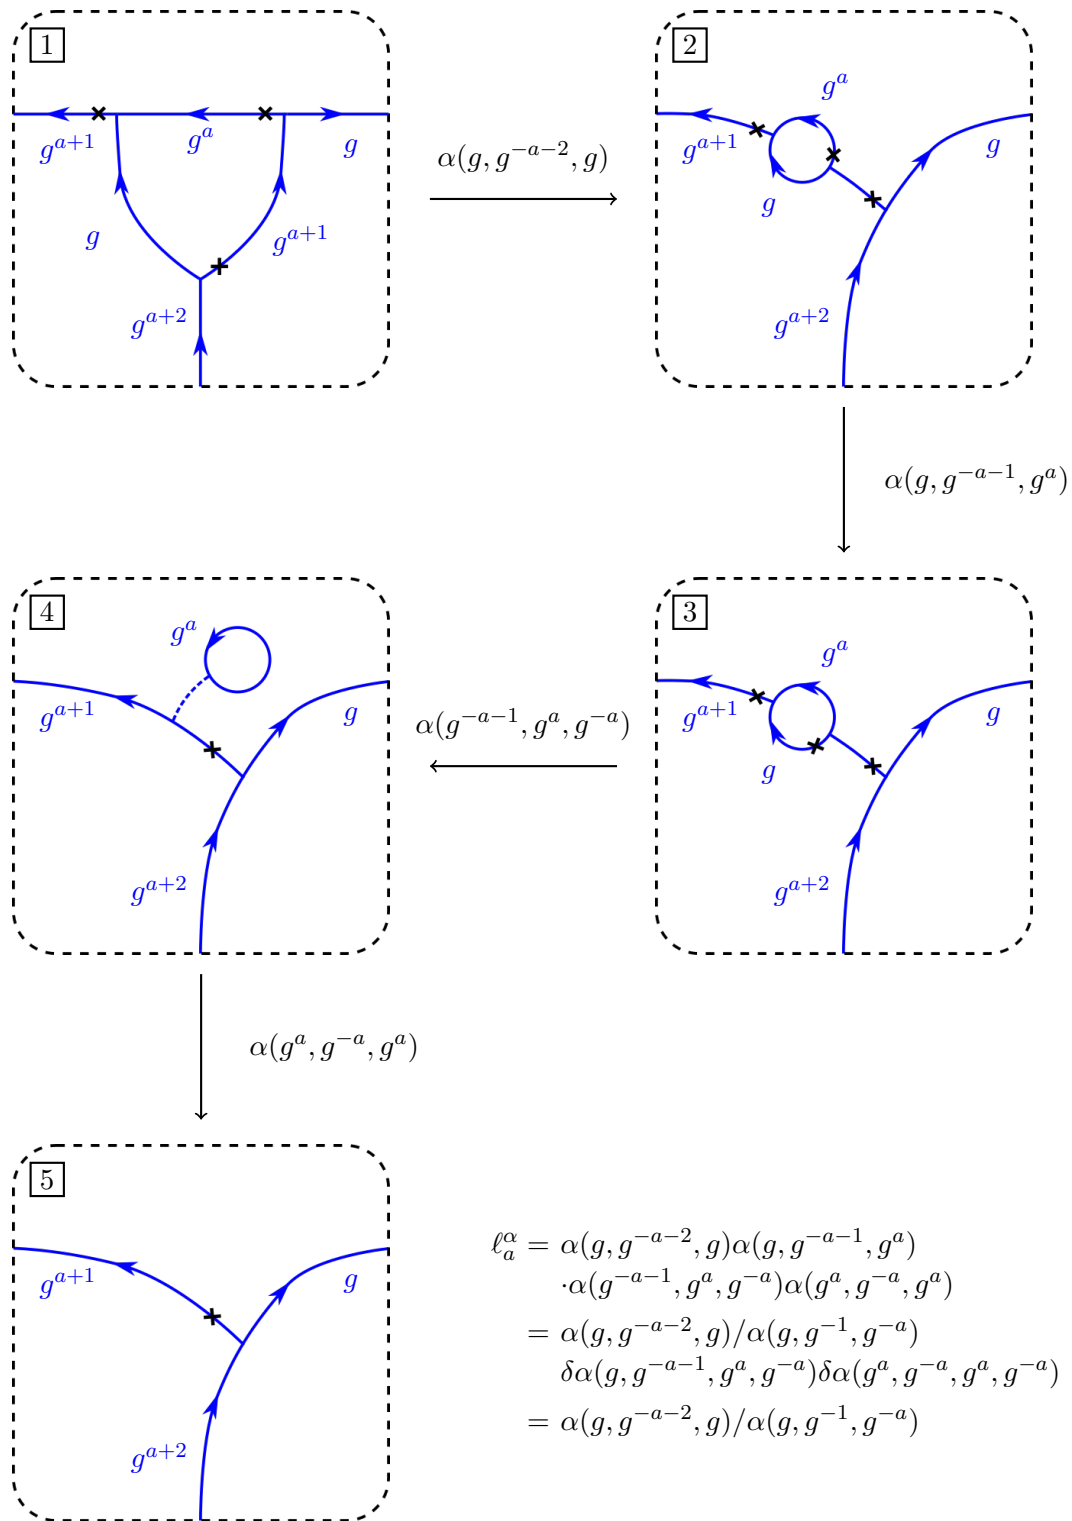 1
g^{a+1}
g^a
g
g
g^{a+1}
g^{a+2}
α(g, g^{-a-2}, g)
2
g^a
g^{a+1}
g
g
g^{a+2}
α(g, g^{-a-1}, g^a)
4
g^a
g^{a+1}
g
g^{a+2}
α(g^{-a-1}, g^a, g^{-a})
3
g^a
g^{a+1}
g
g
g^{a+2}
α(g^a, g^{-a}, g^a)
5
g^{a+1}
g
g^{a+2}
ℓ_a^α = α(g, g^{-a-2}, g)α(g, g^{-a-1}, g^a)
·α(g^{-a-1}, g^a, g^{-a})α(g^a, g^{-a}, g^a)
= α(g, g^{-a-2}, g)/α(g, g^{-1}, g^{-a})
δα(g, g^{-a-1}, g^a, g^{-a})δα(g^a, g^{-a}, g^a, g^{-a})
= α(g, g^{-a-2}, g)/α(g, g^{-1}, g^{-a})